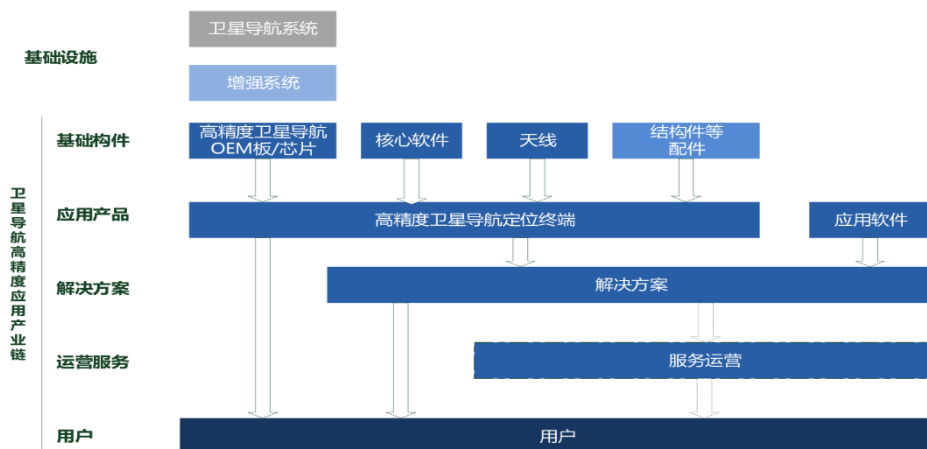 卫星导航系统
基础设施
增强系统
基础构件
高精度卫星导航
OEM板/芯片
核心软件
天线
结构件等
配件
卫星导航高精度应用产业链
应用产品
高精度卫星导航定位终端
应用软件
解决方案
解决方案
运营服务
服务运营
用户
用户